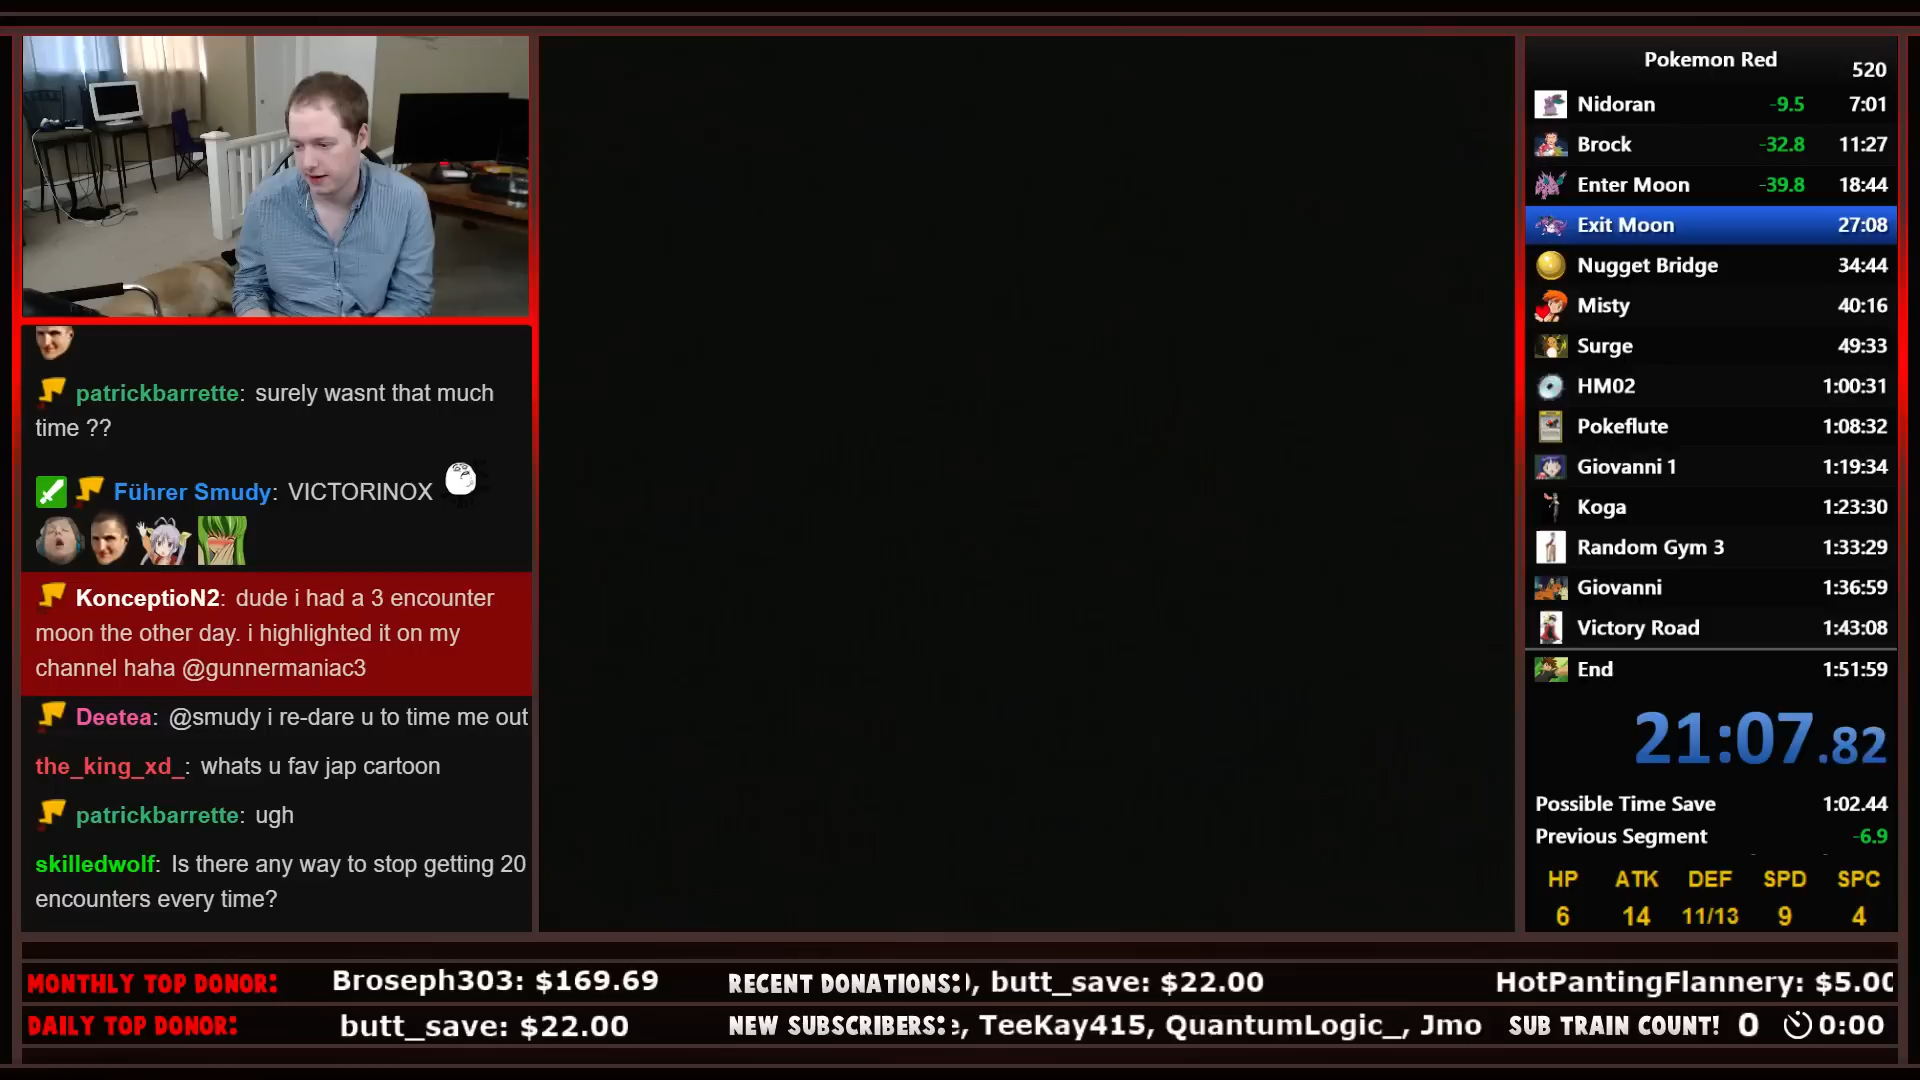 patrickbarrette: surely wasnt that much
time ??
Führer Smudy: VICTORINOX
KonceptioN2: dude i had a 3 encounter
moon the other day. i highlighted it on my
channel haha @gunnermaniac3
Deetea: @smudy i re-dare u to time me out
the_king_xd_: whats u fav jap cartoon
patrickbarrette: ugh
skilledwolf: Is there any way to stop getting 20
encounters every time?
Pokemon Red
520
Nidoran -9.5 7:01
Brock -32.8 11:27
Enter Moon -39.8 18:44
Exit Moon 27:08
Nugget Bridge 34:44
Misty 40:16
Surge 49:33
HM02 1:00:31
Pokeflute 1:08:32
Giovanni 1 1:19:34
Koga 1:23:30
Random Gym 3 1:33:29
Giovanni 1:36:59
Victory Road 1:43:08
End 1:51:59
21:07.82
Possible Time Save 1:02.44
Previous Segment -6.9
HP ATK DEF SPD SPC
6 14 11/13 9 4
MONTHLY TOP DONOR: Broseph303: $169.69 RECENT DONATIONS: ), butt_save: $22.00 HotPantingFlannery: $5.00
DAILY TOP DONOR: butt_save: $22.00 NEW SUBSCRIBERS: e, TeeKay415, QuantumLogic_, Jmo SUB TRAIN COUNT! 0 0:00